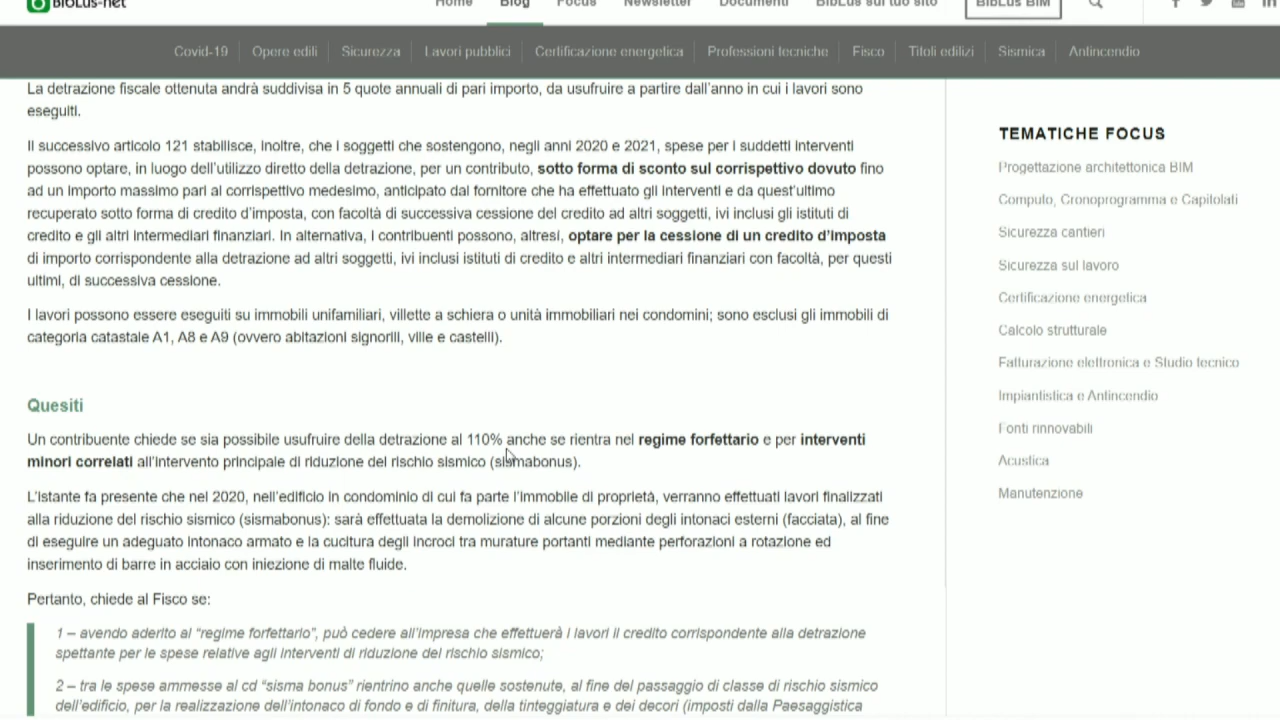 BibLus-net
Home Blog Focus Newsletter Documenti BibLus sul tuo sito BibLus BIM
Covid-19 Opere edili Sicurezza Lavori pubblici Certificazione energetica Professioni tecniche Fisco Titoli edilizi Sismica Antincendio
La detrazione fiscale ottenuta andrà suddivisa in 5 quote annuali di pari importo, da usufruire a partire dall'anno in cui i lavori sono
eseguiti.
Il successivo articolo 121 stabilisce, inoltre, che i soggetti che sostengono, negli anni 2020 e 2021, spese per i suddetti interventi
possono optare, in luogo dell'utilizzo diretto della detrazione, per un contributo, sotto forma di sconto sul corrispettivo dovuto fino
ad un importo massimo pari al corrispettivo medesimo, anticipato dal fornitore che ha effettuato gli interventi e da quest'ultimo
recuperato sotto forma di credito d'imposta, con facoltà di successiva cessione del credito ad altri soggetti, ivi inclusi gli istituti di
credito e gli altri intermediari finanziari. In alternativa, i contribuenti possono, altresì, optare per la cessione di un credito d'imposta
di importo corrispondente alla detrazione ad altri soggetti, ivi inclusi istituti di credito e altri intermediari finanziari con facoltà, per questi
ultimi, di successiva cessione.
I lavori possono essere eseguiti su immobili unifamiliari, villette a schiera o unità immobiliari nei condomini; sono esclusi gli immobili di
categoria catastale A1, A8 e A9 (ovvero abitazioni signorili, ville e castelli).
Quesiti
Un contribuente chiede se sia possibile usufruire della detrazione al 110% anche se rientra nel regime forfettario e per interventi
minori correlati all'intervento principale di riduzione del rischio sismico (sismabonus).
L'istante fa presente che nel 2020, nell'edificio in condominio di cui fa parte l'immobile di proprietà, verranno effettuati lavori finalizzati
alla riduzione del rischio sismico (sismabonus): sarà effettuata la demolizione di alcune porzioni degli intonaci esterni (facciata), al fine
di eseguire un adeguato intonaco armato e la cucitura degli incroci tra murature portanti mediante perforazioni a rotazione ed
inserimento di barre in acciaio con iniezione di malte fluide.
Pertanto, chiede al Fisco se:
1 – avendo aderito al “regime forfettario”, può cedere all'impresa che effettuerà i lavori il credito corrispondente alla detrazione
spettante per le spese relative agli interventi di riduzione del rischio sismico;
2 – tra le spese ammesse al cd “sisma bonus” rientrino anche quelle sostenute, al fine del passaggio di classe di rischio sismico
dell'edificio, per la realizzazione dell'intonaco di fondo e di finitura, della tinteggiatura e dei decori (imposti dalla Paesaggistica
TEMATICHE FOCUS
Progettazione architettonica BIM
Computo, Cronoprogramma e Capitolati
Sicurezza cantieri
Sicurezza sul lavoro
Certificazione energetica
Calcolo strutturale
Fatturazione elettronica e Studio tecnico
Impiantistica e Antincendio
Fonti rinnovabili
Acustica
Manutenzione